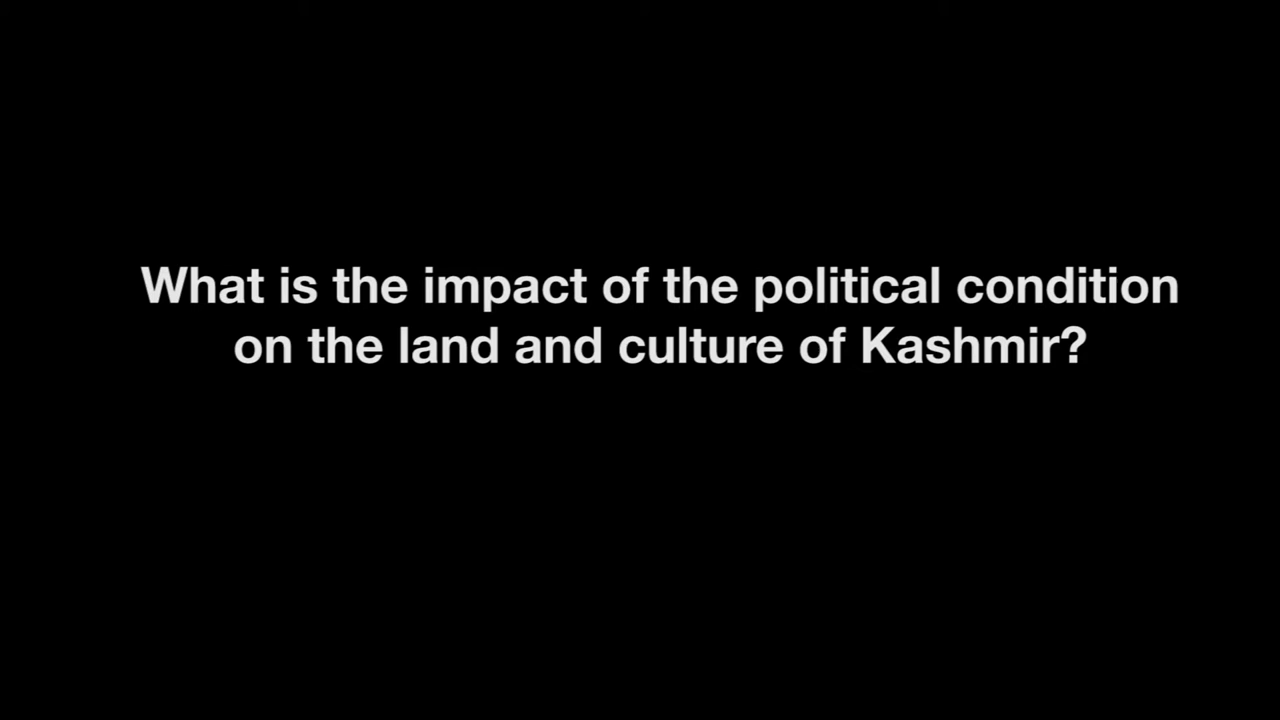 What is the impact of the political condition
on the land and culture of Kashmir?